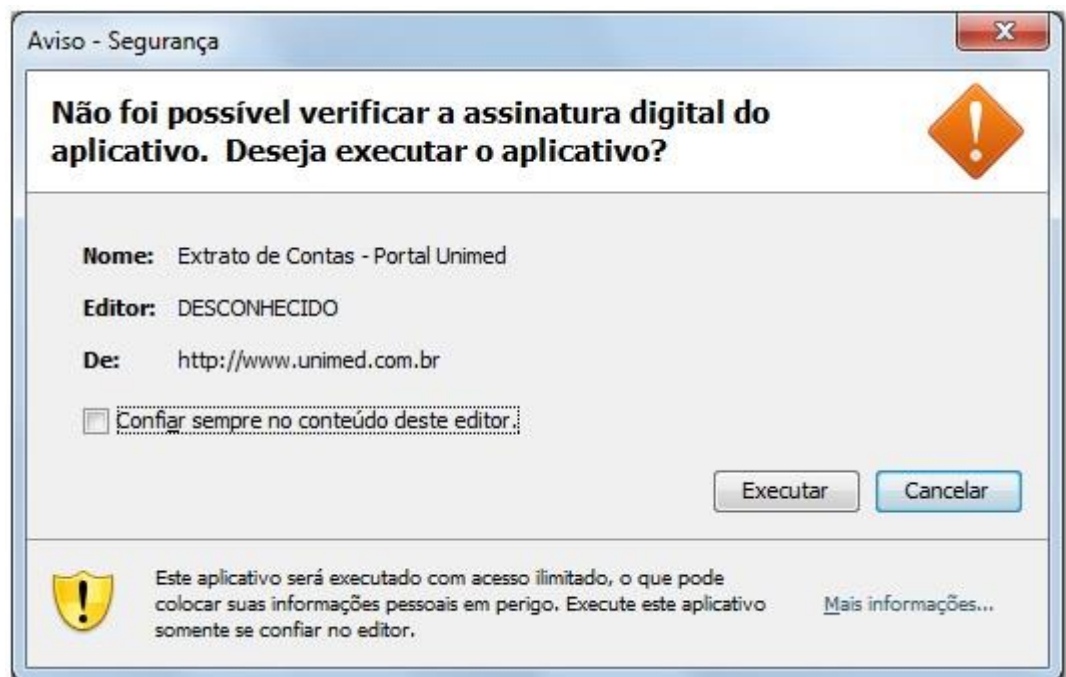 Aviso - Segurança
Não foi possível verificar a assinatura digital do
aplicativo. Deseja executar o aplicativo?
Nome: Extrato de Contas - Portal Unimed
Editor: DESCONHECIDO
De: http://www.unimed.com.br
Confiar sempre no conteúdo deste editor.
Executar Cancelar
Este aplicativo será executado com acesso ilimitado, o que pode
colocar suas informações pessoais em perigo. Execute este aplicativo
somente se confiar no editor.
Mais informações...